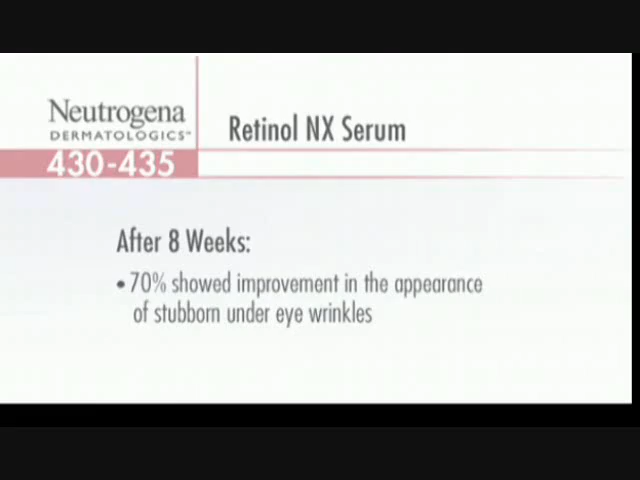 Neutrogena
DERMATOLOGICS™
430-435
Retinol NX Serum
After 8 Weeks:
• 70% showed improvement in the appearance
of stubborn under eye wrinkles